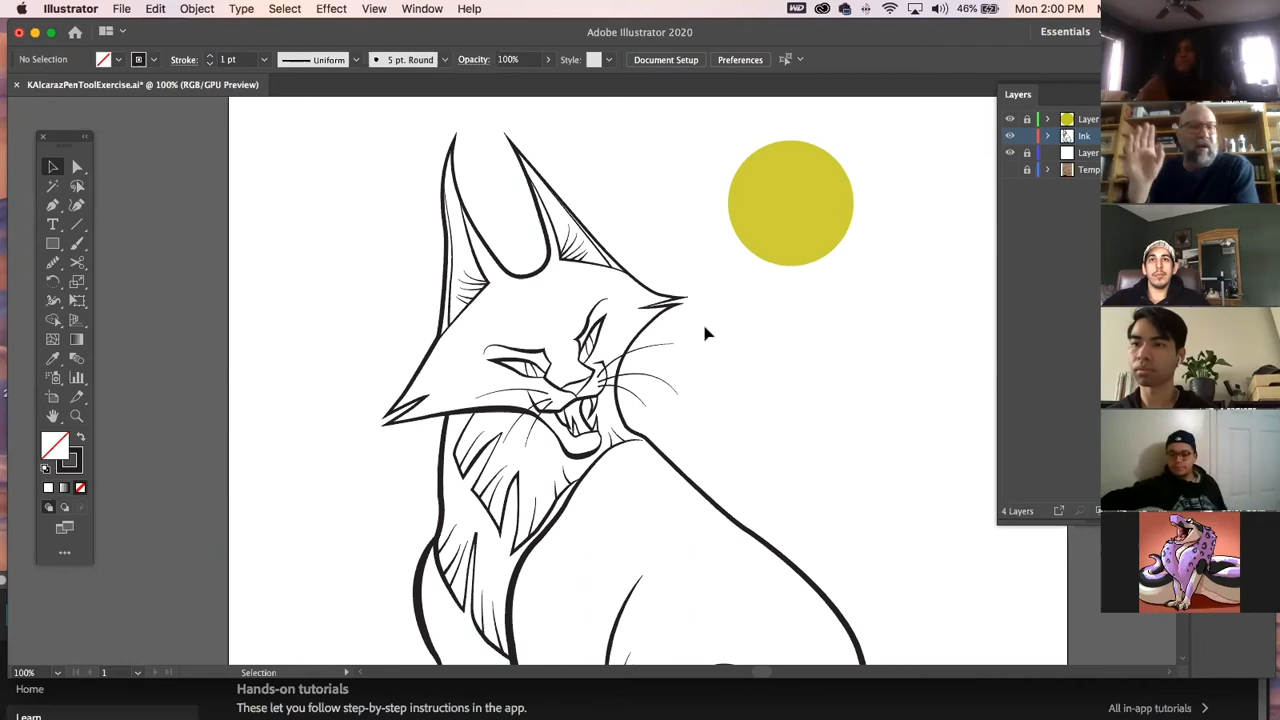 Illustrator File Edit Object Type Select Effect View Window Help 46% Mon 2:00 PM
Adobe Illustrator 2020
Essentials
No Selection Stroke: 1 pt Uniform 5 pt. Round Opacity: 100% Style: Document Setup Preferences
KAlcarazPenToolExercise.ai* @ 100% (RGB/GPU Preview)
Layers
Layer
Ink
Layer
Temp
4 Layers
100% 1 Selection
Home
Hands-on tutorials
Learn
These let you follow step-by-step instructions in the app.
All in-app tutorials